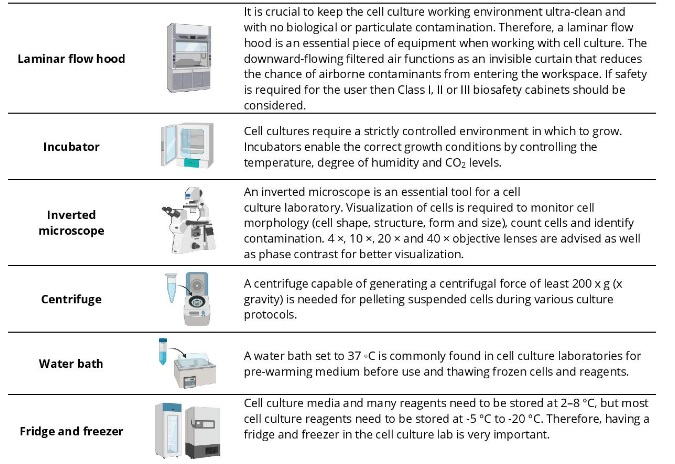 It is crucial to keep the cell culture working environment ultra-clean and
with no biological or particulate contamination. Therefore, a laminar flow
Laminar flow hood
hood is an essential piece of equipment when working with cell culture. The
downward-flowing filtered air functions as an invisible curtain that reduces
the chance of airborne contaminants from entering the workspace. If safety
is required for the user then Class I, II or III biosafety cabinets should be
considered.
Incubator
Cell cultures require a strictly controlled environment in which to grow.
Incubators enable the correct growth conditions by controlling the
temperature, degree of humidity and CO₂ levels.
Inverted
microscope
An inverted microscope is an essential tool for a cell
culture laboratory. Visualization of cells is required to monitor cell
morphology (cell shape, structure, form and size), count cells and identify
contamination. 4 ×, 10 ×, 20 × and 40 × objective lenses are advised as well
as phase contrast for better visualization.
Centrifuge
A centrifuge capable of generating a centrifugal force of least 200 x g (x
gravity) is needed for pelleting suspended cells during various culture
protocols.
Water bath
A water bath set to 37 ◦C is commonly found in cell culture laboratories for
pre-warming medium before use and thawing frozen cells and reagents.
Fridge and freezer
Cell culture media and many reagents need to be stored at 2–8 °C, but most
cell culture reagents need to be stored at -5 °C to -20 °C. Therefore, having a
fridge and freezer in the cell culture lab is very important.